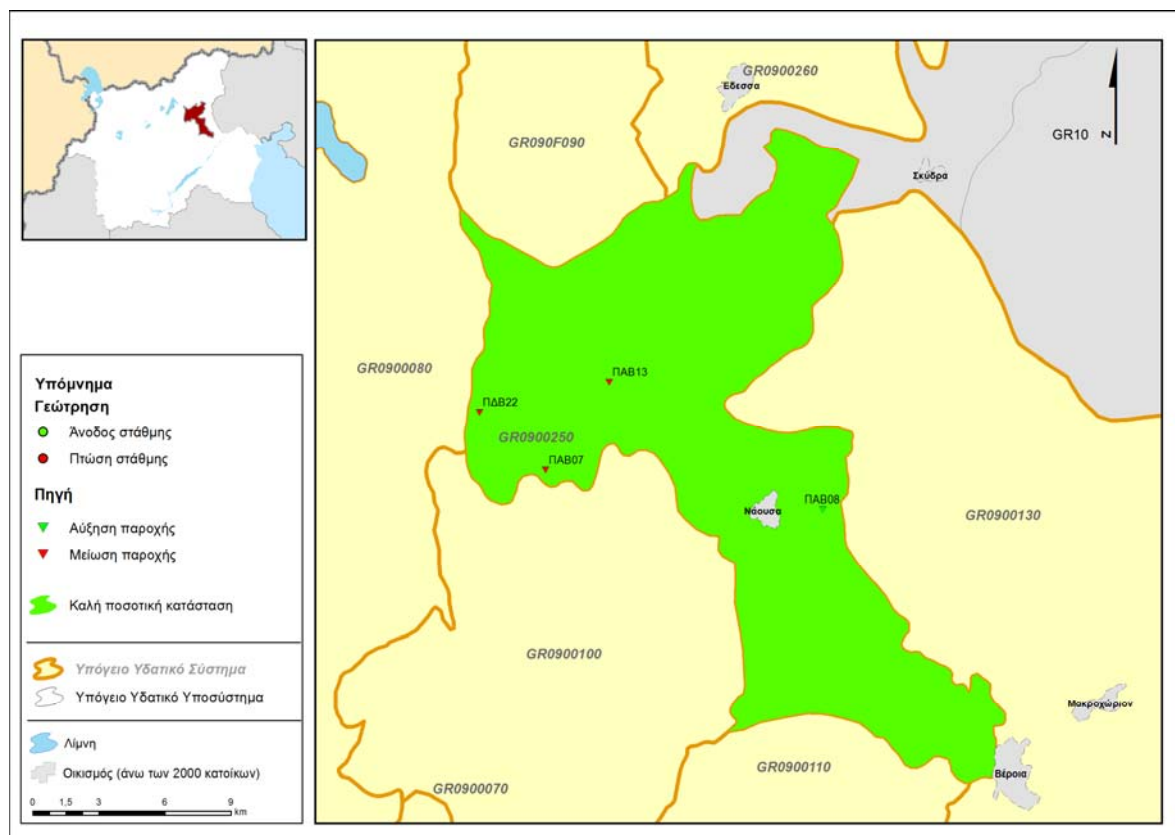 GR0900260
Έδεσσα
GR10
N
GR090F090
Σκύδρα
GR0900080
ΠΑΒ13
ΠΔΒ22
GR0900250
ΠΑΒ07
Νάουσα
ΠΑΒ08
GR0900130
GR0900100
Μακροχώριον
GR0900110
Βέροια
GR0900070
Υπόμνημα
Γεώτρηση
Άνοδος στάθμης
Πτώση στάθμης
Πηγή
Αύξηση παροχής
Μείωση παροχής
Καλή ποσοτική κατάσταση
Υπόγειο Υδατικό Σύστημα
Υπόγειο Υδατικό Υποσύστημα
Λίμνη
Οικισμός (άνω των 2000 κατοίκων)
0 1,5 3 6 9
km